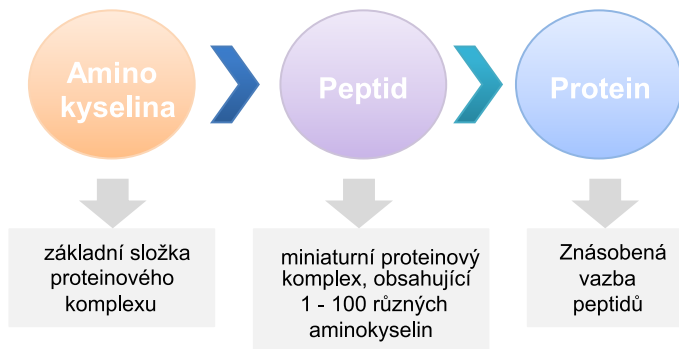 Amino
kyselina
Peptid
Protein
základní složka
proteinového
komplexu
miniaturní proteinový
komplex, obsahující
1 - 100 různých
aminokyselin
Znásobená
vazba
peptidů